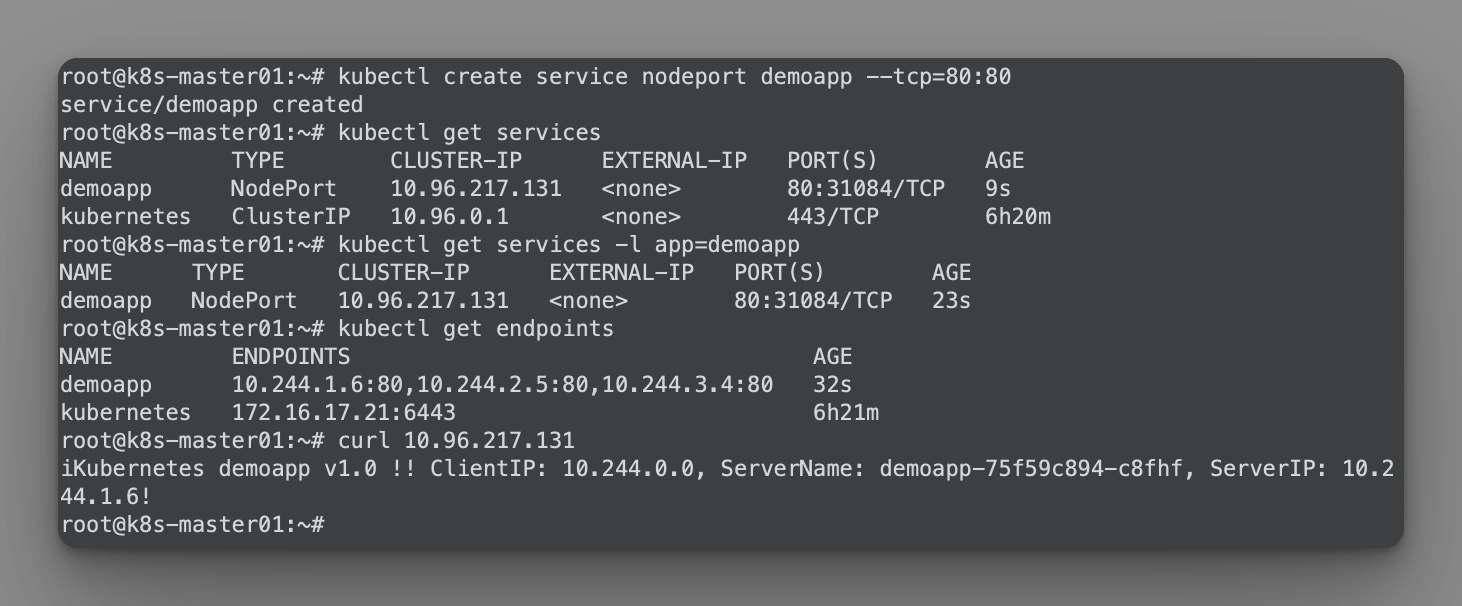 root@k8s-master01:~# kubectl create service nodeport demoapp --tcp=80:80
service/demoapp created
root@k8s-master01:~# kubectl get services
NAME         TYPE        CLUSTER-IP      EXTERNAL-IP   PORT(S)        AGE
demoapp      NodePort    10.96.217.131   <none>        80:31084/TCP   9s
kubernetes   ClusterIP   10.96.0.1       <none>        443/TCP        6h20m
root@k8s-master01:~# kubectl get services -l app=demoapp
NAME      TYPE       CLUSTER-IP      EXTERNAL-IP   PORT(S)        AGE
demoapp   NodePort   10.96.217.131   <none>        80:31084/TCP   23s
root@k8s-master01:~# kubectl get endpoints
NAME         ENDPOINTS                                   AGE
demoapp      10.244.1.6:80,10.244.2.5:80,10.244.3.4:80   32s
kubernetes   172.16.17.21:6443                           6h21m
root@k8s-master01:~# curl 10.96.217.131
iKubernetes demoapp v1.0 !! ClientIP: 10.244.0.0, ServerName: demoapp-75f59c894-c8fhf, ServerIP: 10.2
44.1.6!
root@k8s-master01:~#